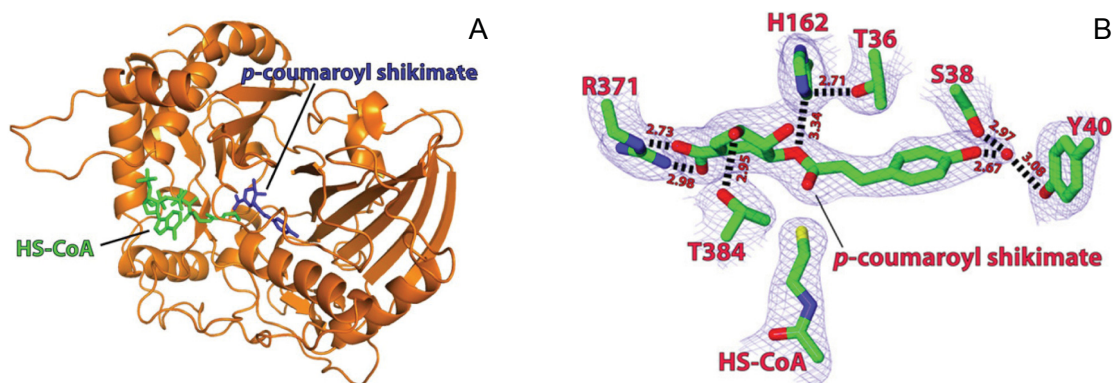 A
p-coumaroyl shikimate
HS-CoA
B
H162
T36
S38
R371
Y40
2.71
3.34
2.73
2.98
2.95
2.97
3.08
2.67
T384
p-coumaroyl shikimate
HS-CoA